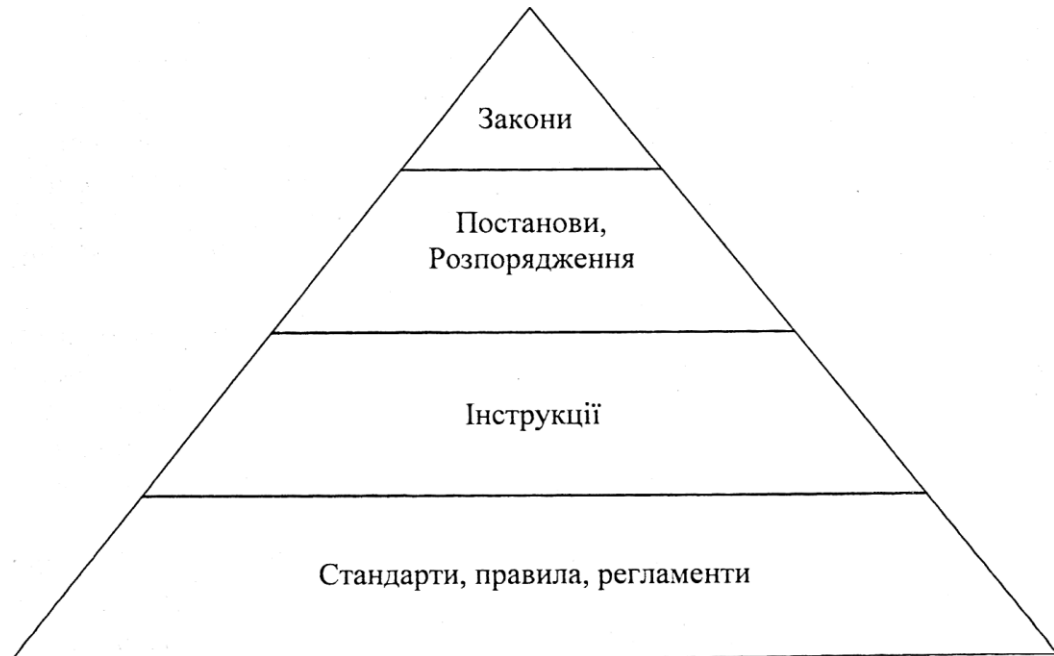 Закони
Постанови,
Розпорядження
Інструкції
Стандарти, правила, регламенти